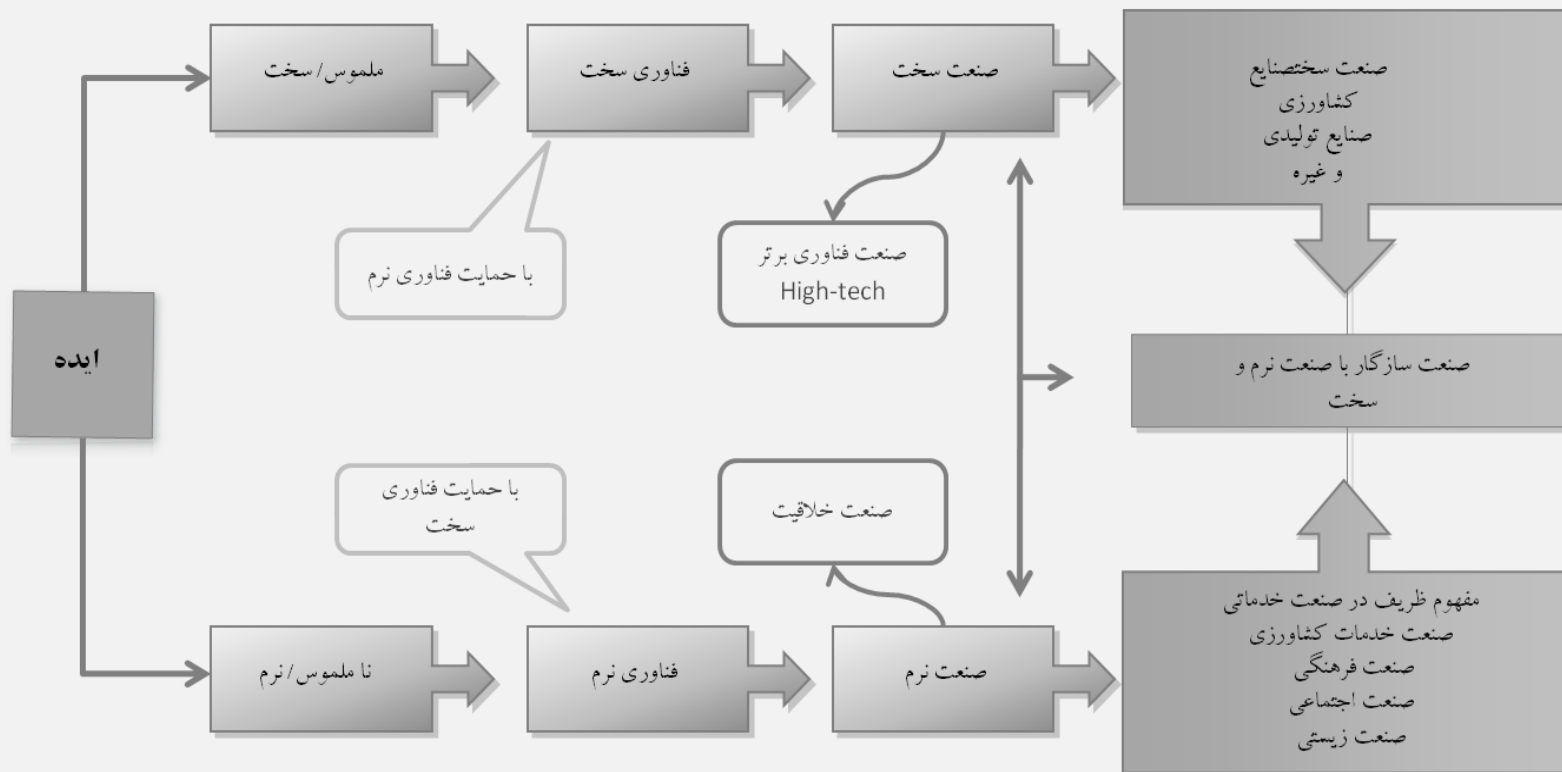 ملموس/ سخت
فناوری سخت
صنعت سخت
صنعت سختصنایع
کشاورزی
صنایع تولیدی
و غیره
با حمایت فناوری نرم
صنعت فناوری برتر
High-tech
ایده
صنعت سازگار با صنعت نرم و
سخت
با حمایت فناوری
سخت
صنعت خلاقیت
نا ملموس/ نرم
فناوری نرم
صنعت نرم
مفهوم ظریف در صنعت خدماتی
صنعت خدمات کشاورزی
صنعت فرهنگی
صنعت اجتماعی
صنعت زیستی